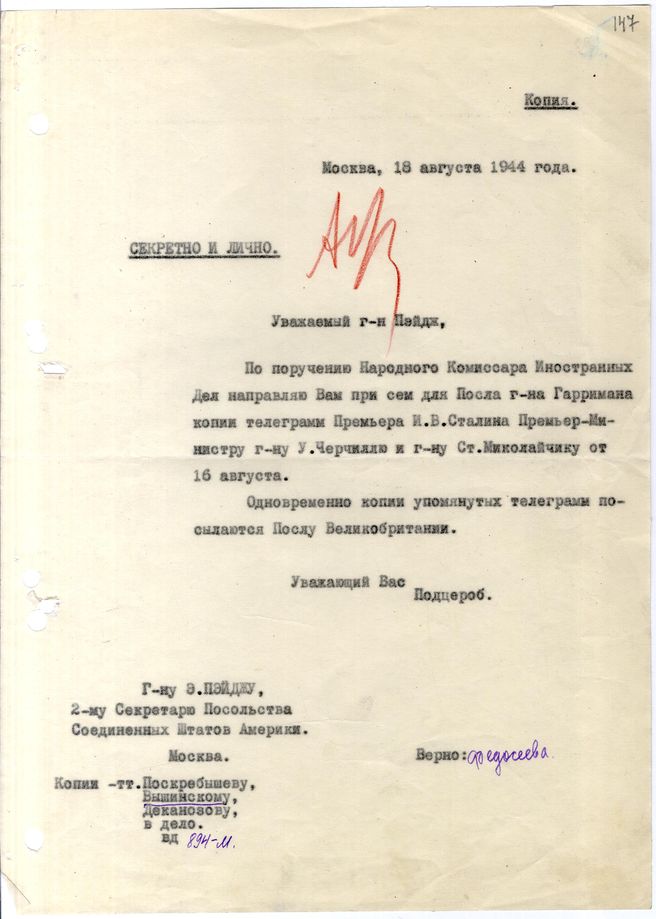 147
Копия.
Москва, 18 августа 1944 года.
СЕКРЕТНО И ЛИЧНО.
Уважаемый г-н Пэйдж,
По поручению Народного Комиссара Иностранных
Дел направляю Вам при сем для Посла г-на Гарримана
копии телеграмм Премьера И.В.Сталина Премьер-Ми-
нистру г-ну У.Черчиллю и г-ну Ст.Миколайчику от
16 августа.
Одновременно копии упомянутых телеграмм по-
сылаются Послу Великобритании.
Уважающий Вас
Подцероб.
Г-ну Э.ПЭЙДЖУ,
2-му Секретарю Посольства
Соединенных Штатов Америки.
Москва.
Верно: Федосеева.
Копии -тт.Поскребышеву,
Вышинскому,
Деканозову,
в дело.
вд 894-М.